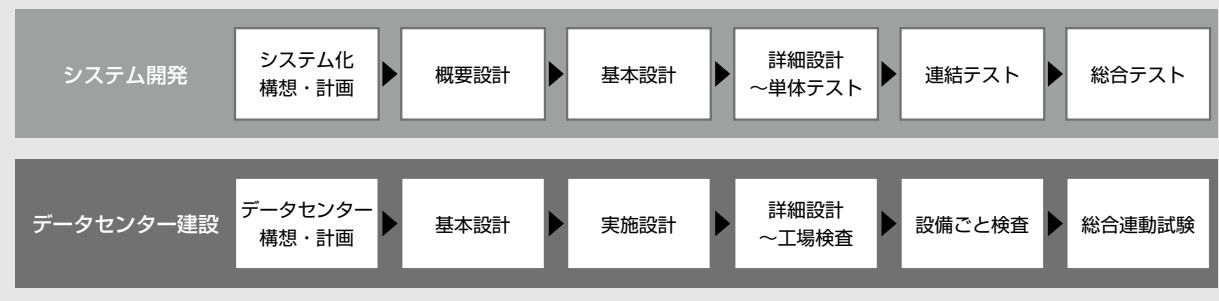 システム開発
システム化
構想・計画
概要設計
基本設計
詳細設計
～単体テスト
連結テスト
総合テスト
データセンター建設
データセンター
構想・計画
基本設計
実施設計
詳細設計
～工場検査
設備ごと検査
総合連動試験